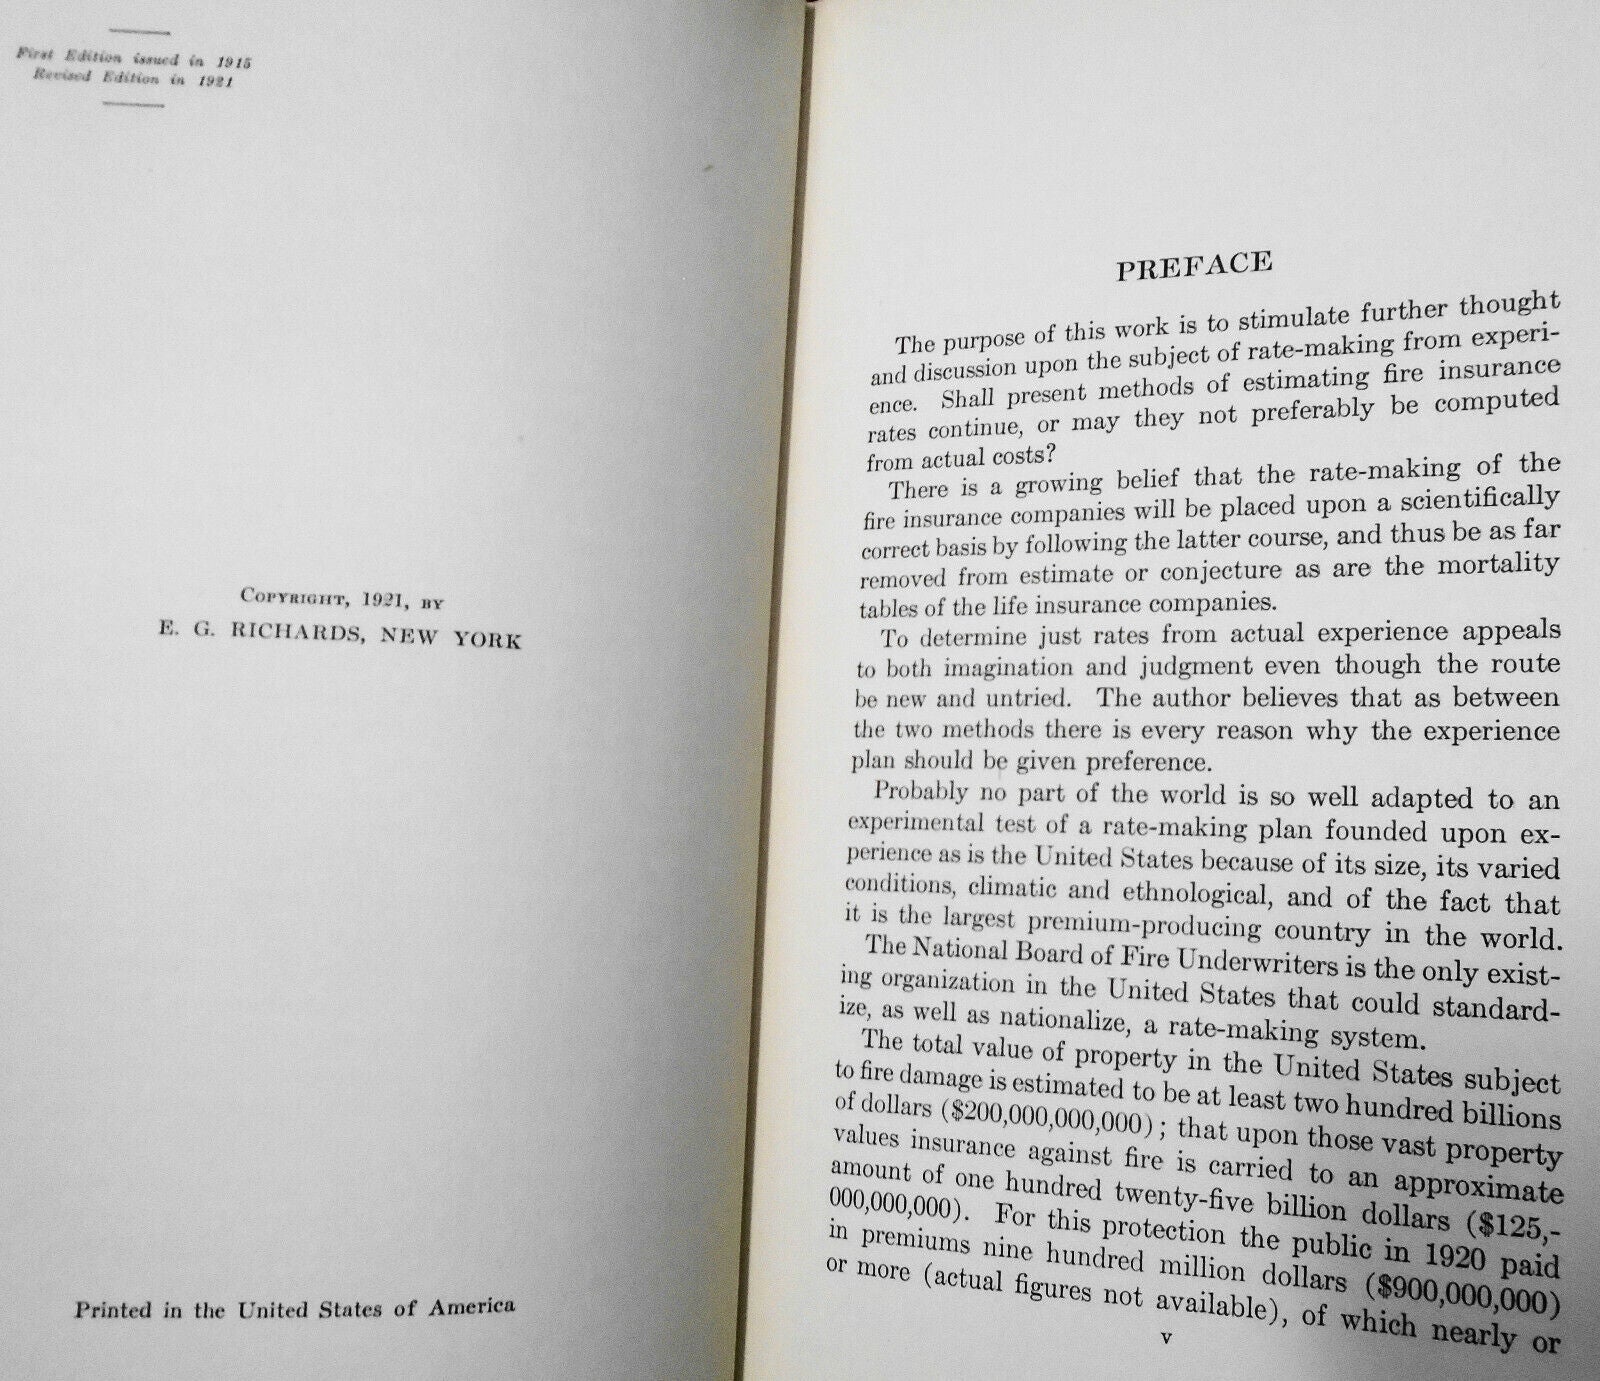 First Edition issued in 1915
Revised Edition in 1921
COPYRIGHT, 1921, BY
E. G. RICHARDS, NEW YORK
Printed in the United States of America
PREFACE
The purpose of this work is to stimulate further thought
and discussion upon the subject of rate-making from experi-
ence. Shall present methods of estimating fire insurance
rates continue, or may they not preferably be computed
from actual costs?
There is a growing belief that the rate-making of the
fire insurance companies will be placed upon a scientifically
correct basis by following the latter course, and thus be as far
removed from estimate or conjecture as are the mortality
tables of the life insurance companies.
To determine just rates from actual experience appeals
to both imagination and judgment even though the route
be new and untried. The author believes that as between
the two methods there is every reason why the experience
plan should be given preference.
Probably no part of the world is so well adapted to an
experimental test of a rate-making plan founded upon ex-
perience as is the United States because of its size, its varied
conditions, climatic and ethnological, and of the fact that
it is the largest premium-producing country in the world.
The National Board of Fire Underwriters is the only exist-
ing organization in the United States that could standard-
ize, as well as nationalize, a rate-making system.
The total value of property in the United States subject
to fire damage is estimated to be at least two hundred billions
of dollars ($200,000,000,000); that upon those vast property
values insurance against fire is carried to an approximate
amount of one hundred twenty-five billion dollars ($125,-
000,000,000). For this protection the public in 1920 paid
in premiums nine hundred million dollars ($900,000,000)
or more (actual figures not available), of which nearly or
v